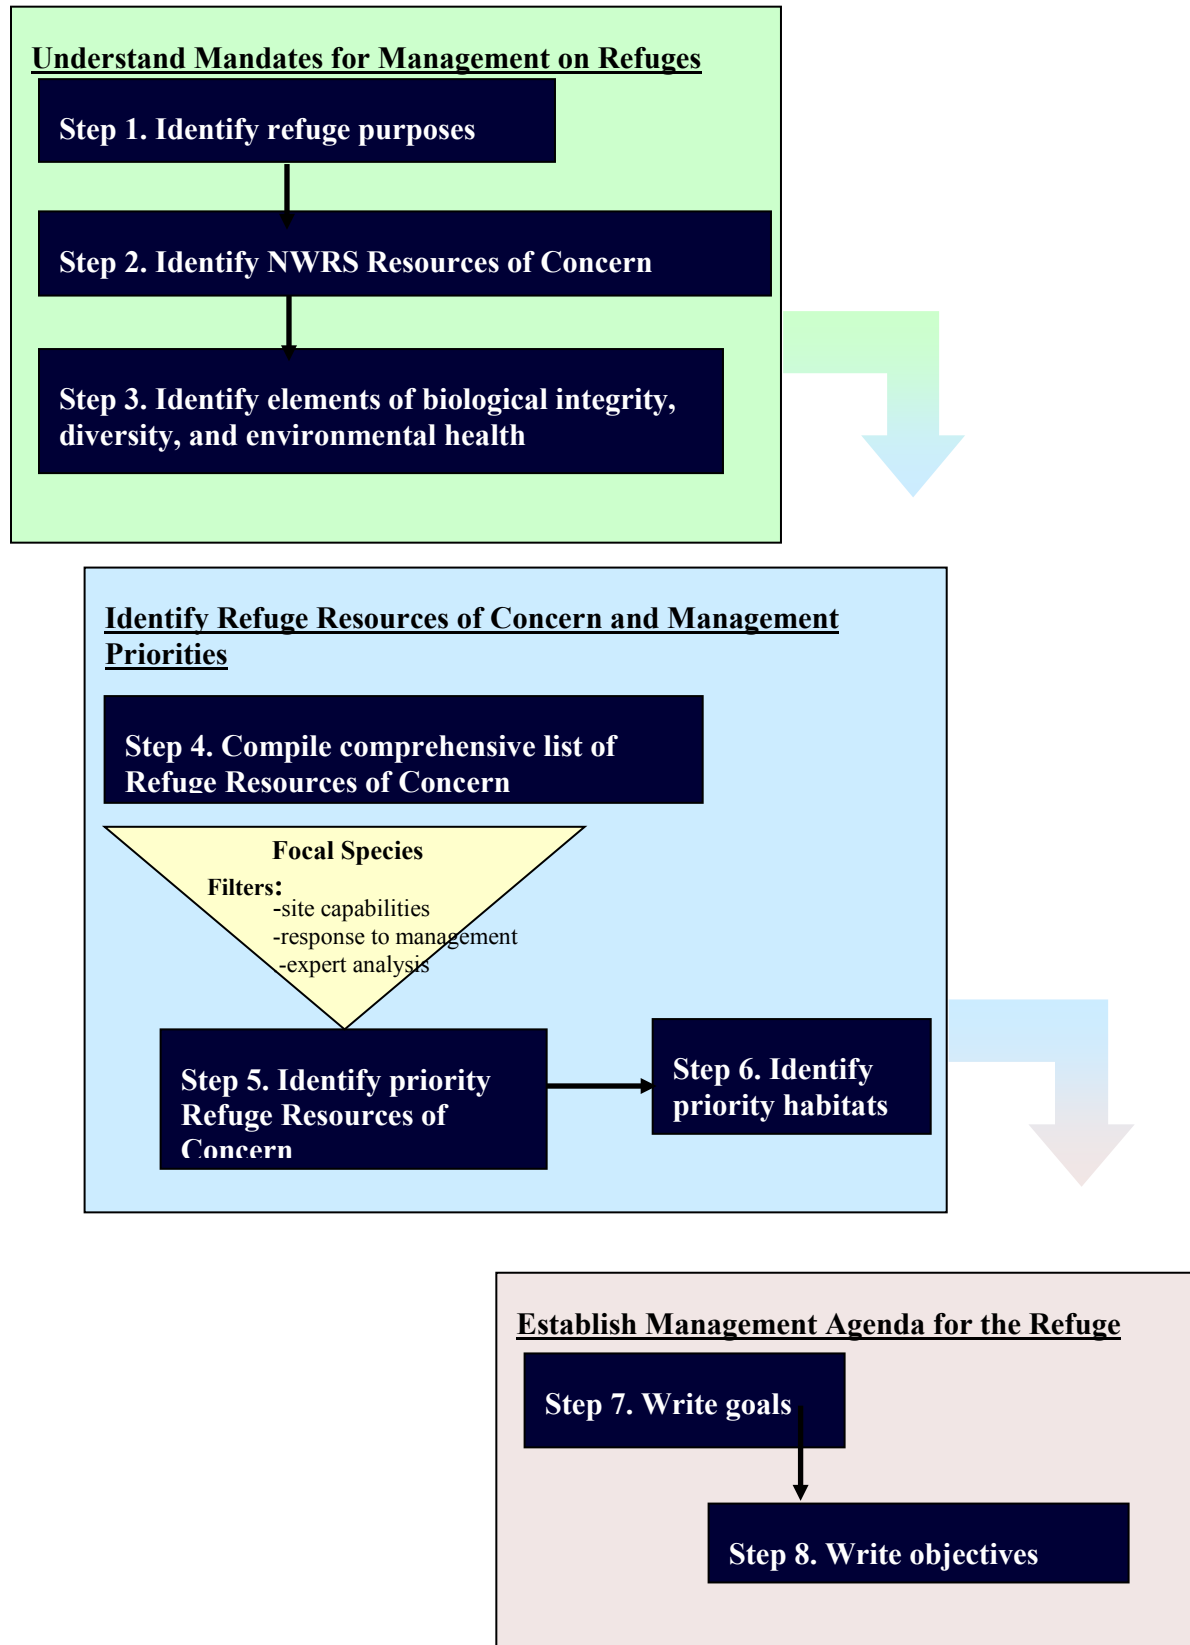 Understand Mandates for Management on Refuges
Step 1. Identify refuge purposes
Step 2. Identify NWRS Resources of Concern
Step 3. Identify elements of biological integrity,
diversity, and environmental health
Identify Refuge Resources of Concern and Management
Priorities
Step 4. Compile comprehensive list of
Refuge Resources of Concern
Focal Species
Filters:
-site capabilities
-response to management
.-expert analysis
Step 5. Identify priority
Refuge Resources of
Concern
Step 6. Identify
priority habitats
Establish Management Agenda for the Refuge
Step 7. Write goals
Step 8. Write objectives